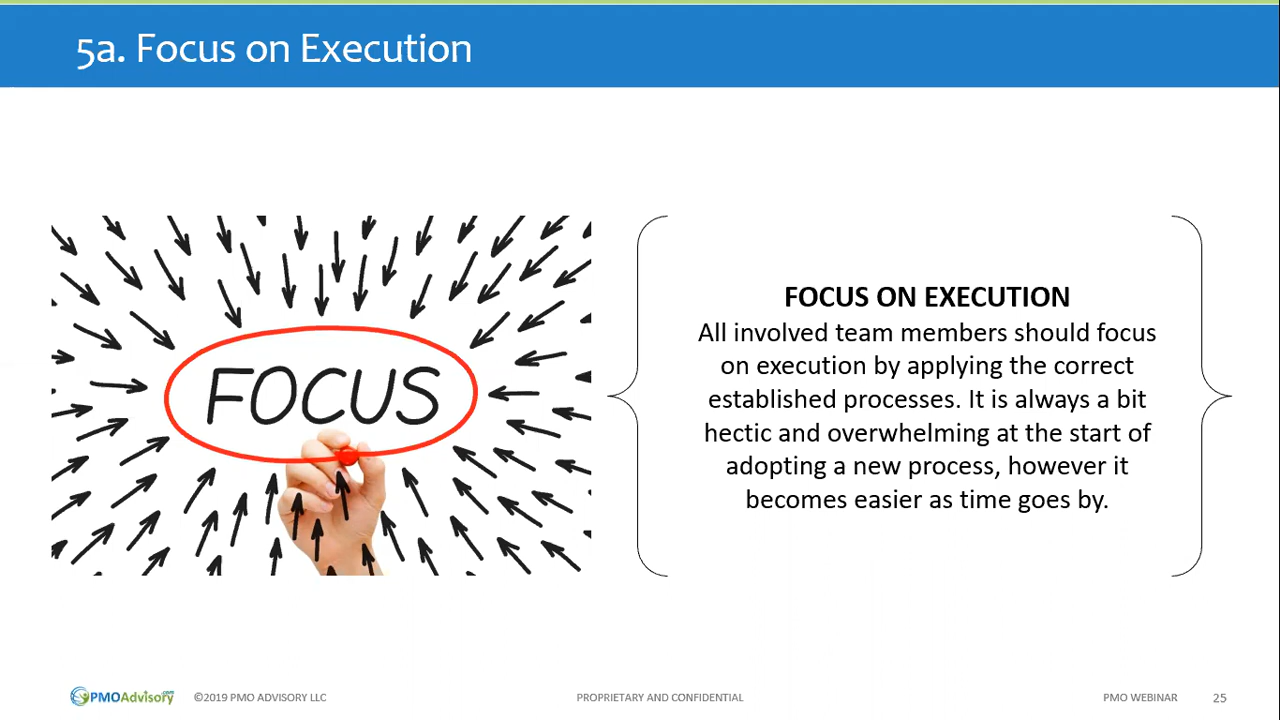 5a. Focus on Execution
FOCUS
FOCUS ON EXECUTION
All involved team members should focus
on execution by applying the correct
established processes. It is always a bit
hectic and overwhelming at the start of
adopting a new process, however it
becomes easier as time goes by.
PMOAdvisory.com
©2019 PMO ADVISORY LLC
PROPRIETARY AND CONFIDENTIAL
PMO WEBINAR
25